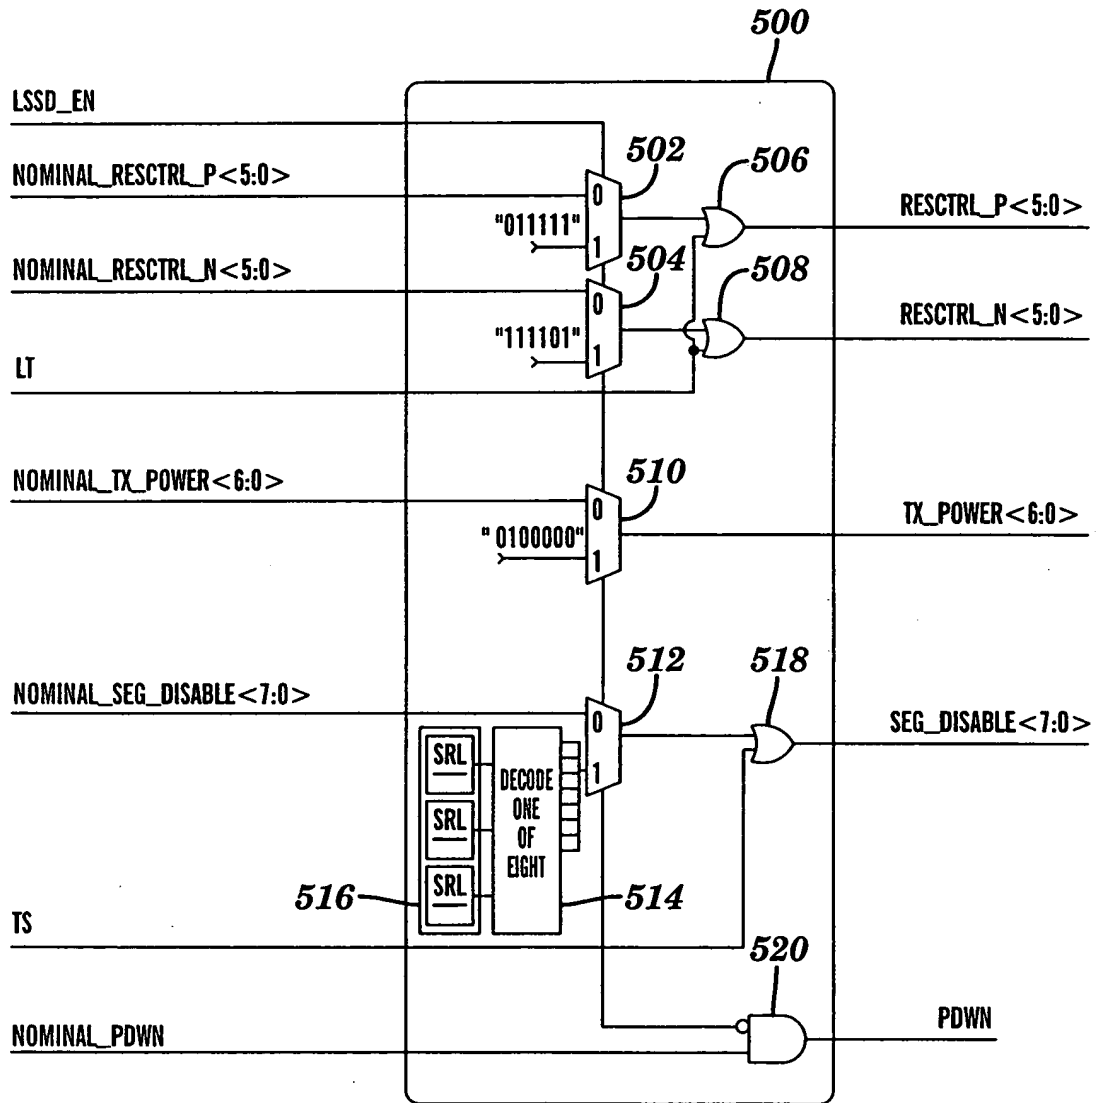 500
LSSD_EN
NOMINAL_RESCTRL_P<5:0>
502
506
0
"011111"
1
RESCTRL_P<5:0>
NOMINAL_RESCTRL_N<5:0>
504
508
0
"111101"
1
RESCTRL_N<5:0>
LT
NOMINAL_TX_POWER<6:0>
510
0
"0100000"
1
TX_POWER<6:0>
NOMINAL_SEG_DISABLE<7:0>
512
518
0
1
SEG_DISABLE<7:0>
SRL
SRL
SRL
DECODE
ONE
OF
EIGHT
516
514
TS
520
NOMINAL_PDWN
PDWN